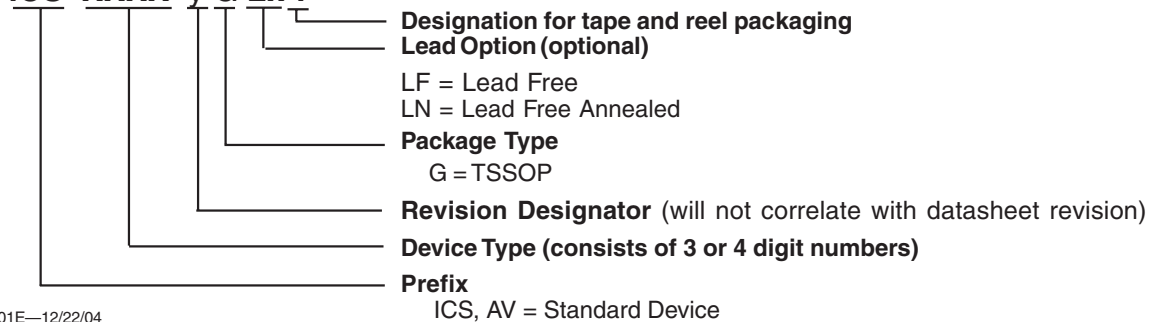 Designation for tape and reel packaging
Lead Option (optional)
LF = Lead Free
LN = Lead Free Annealed
Package Type
G = TSSOP
Revision Designator (will not correlate with datasheet revision)
Device Type (consists of 3 or 4 digit numbers)
Prefix
ICS, AV = Standard Device
01E—12/22/04